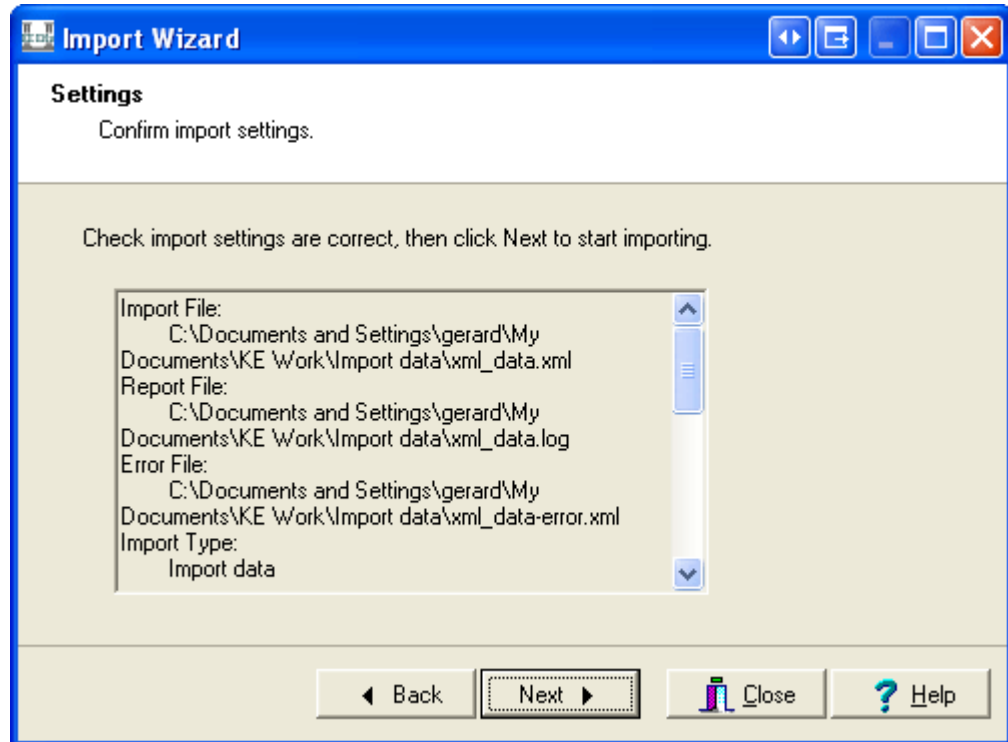 Import Wizard
Settings
Confirm import settings.
Check import settings are correct, then click Next to start importing.
Import File:
C:\Documents and Settings\gerard\My
Documents\KE Work\Import data\xml_data.xml
Report File:
C:\Documents and Settings\gerard\My
Documents\KE Work\Import data\xml_data.log
Error File:
C:\Documents and Settings\gerard\My
Documents\KE Work\Import data\xml_data-error.xml
Import Type:
Import data
Back Next Close Help